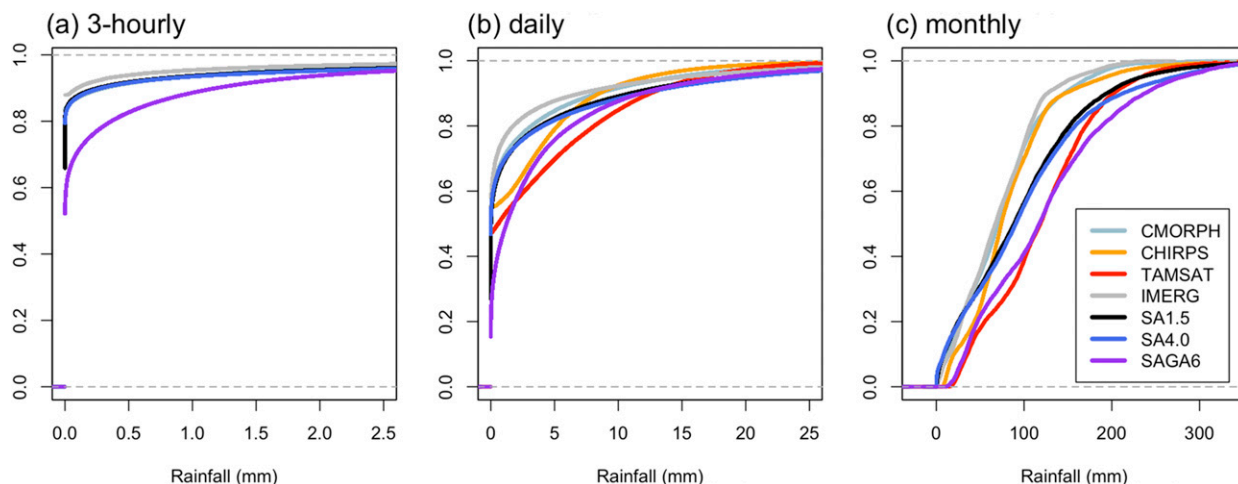 (a) 3-hourly
1.0
0.8
0.6
0.4
0.2
0.0
0.0 0.5 1.0 1.5 2.0 2.5
Rainfall (mm)
(b) daily
1.0
0.8
0.6
0.4
0.2
0.0
0 5 10 15 20 25
Rainfall (mm)
(c) monthly
1.0
0.8
0.6
0.4
0.2
0.0
0 100 200 300
Rainfall (mm)
CMORPH
CHIRPS
TAMSAT
IMERG
SA1.5
SA4.0
SAGA6